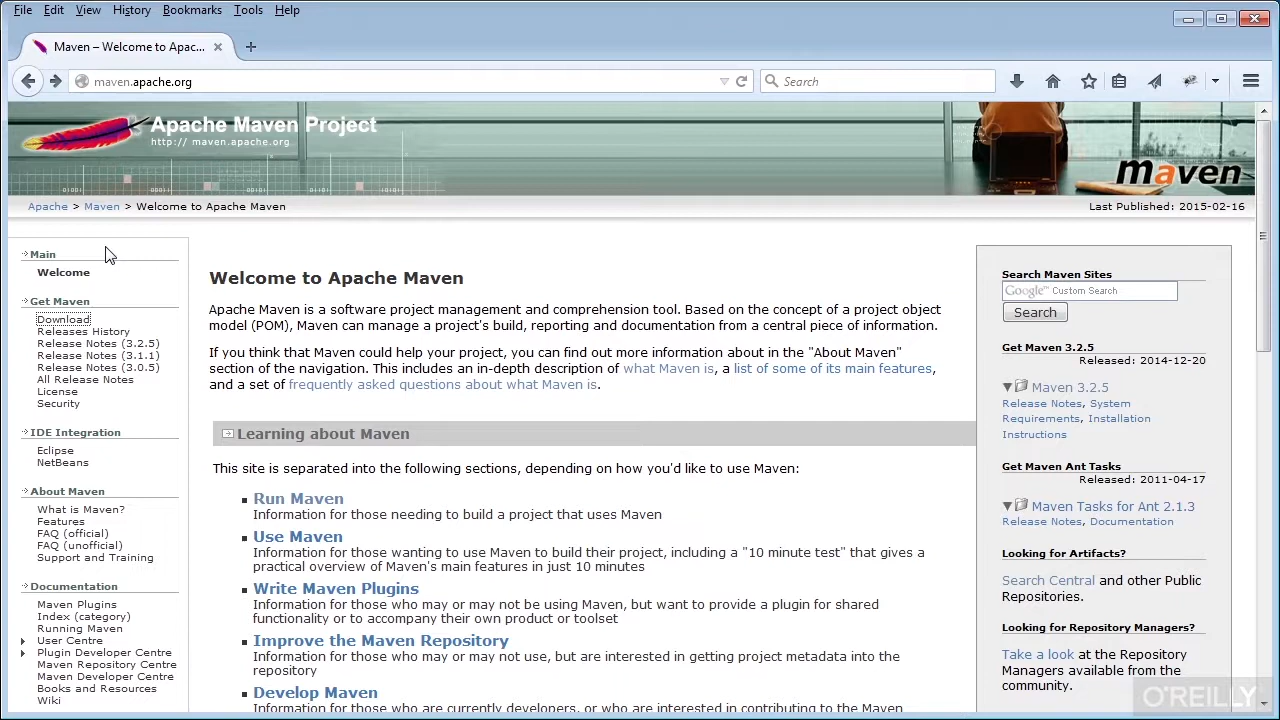 File Edit View History Bookmarks Tools Help
Maven – Welcome to Apac...
maven.apache.org
Search
Apache Maven Project
http:// maven.apache.org
maven
Apache > Maven > Welcome to Apache Maven
Last Published: 2015-02-16
Main
Welcome
Get Maven
Download
Releases History
Release Notes (3.2.5)
Release Notes (3.1.1)
Release Notes (3.0.5)
All Release Notes
License
Security
IDE Integration
Eclipse
NetBeans
About Maven
What is Maven?
Features
FAQ (official)
FAQ (unofficial)
Support and Training
Documentation
Maven Plugins
Index (category)
Running Maven
User Centre
Plugin Developer Centre
Maven Repository Centre
Maven Developer Centre
Books and Resources
Wiki
Welcome to Apache Maven
Apache Maven is a software project management and comprehension tool. Based on the concept of a project object
model (POM), Maven can manage a project's build, reporting and documentation from a central piece of information.
If you think that Maven could help your project, you can find out more information about in the "About Maven"
section of the navigation. This includes an in-depth description of what Maven is, a list of some of its main features,
and a set of frequently asked questions about what Maven is.
Learning about Maven
This site is separated into the following sections, depending on how you'd like to use Maven:
Run Maven
Information for those needing to build a project that uses Maven
Use Maven
Information for those wanting to use Maven to build their project, including a "10 minute test" that gives a
practical overview of Maven's main features in just 10 minutes
Write Maven Plugins
Information for those who may or may not be using Maven, but want to provide a plugin for shared
functionality or to accompany their own product or toolset
Improve the Maven Repository
Information for those who may or may not use, but are interested in getting project metadata into the
repository
Develop Maven
Information for those who are currently developers, or who are interested in contributing to the Maven
Search Maven Sites
Google™ Custom Search
Search
Get Maven 3.2.5
Released: 2014-12-20
Maven 3.2.5
Release Notes, System
Requirements, Installation
Instructions
Get Maven Ant Tasks
Released: 2011-04-17
Maven Tasks for Ant 2.1.3
Release Notes, Documentation
Looking for Artifacts?
Search Central and other Public
Repositories.
Looking for Repository Managers?
Take a look at the Repository
Managers available from the
community.
O'REILLY